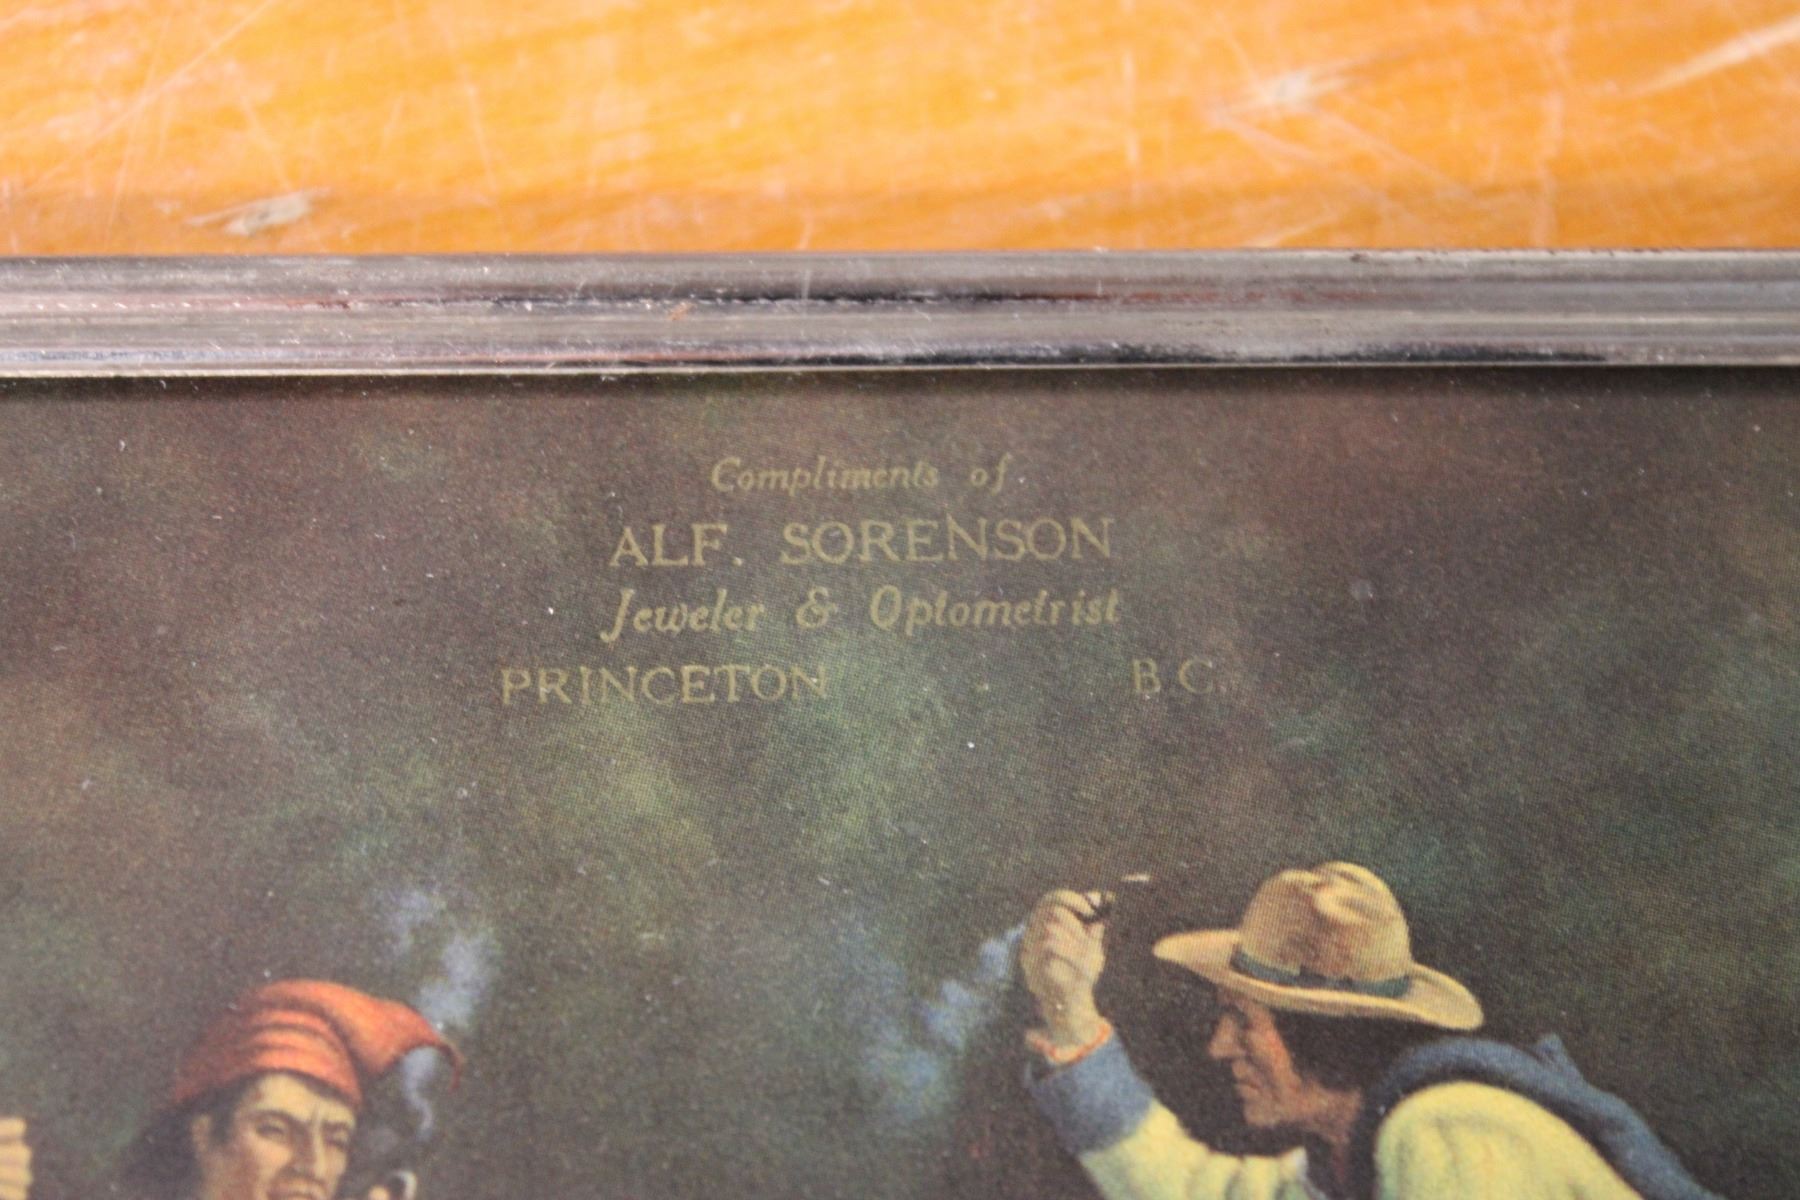 Compliments of
ALF. SORENSON
Jeweler & Optometrist
PRINCETON - B.C.